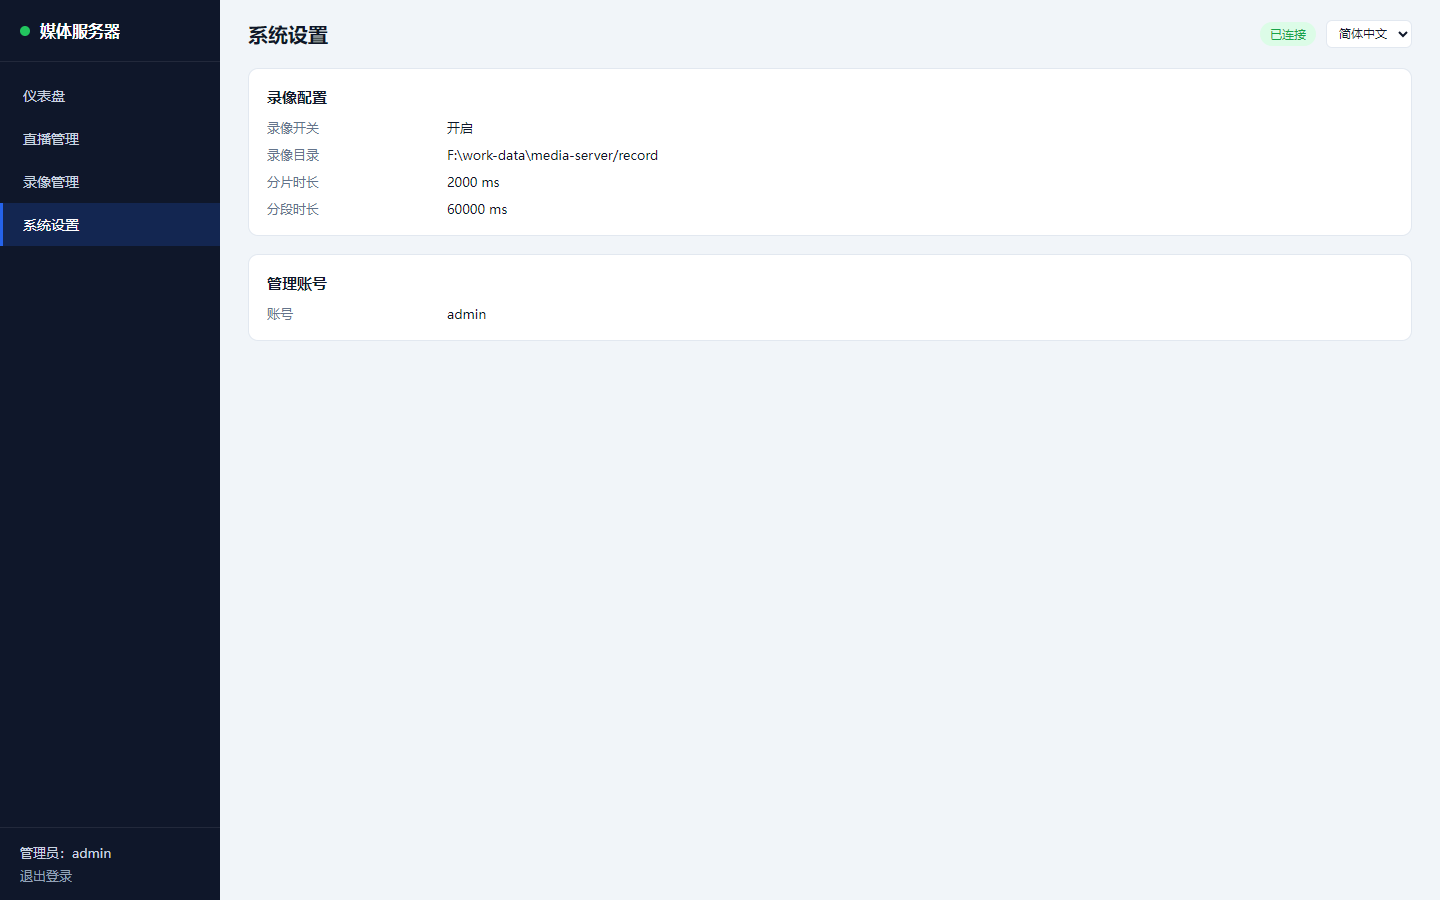 媒体服务器
仪表盘
直播管理
录像管理
系统设置
管理员：admin
退出登录
系统设置
已连接
简体中文
录像配置
录像开关 开启
录像目录 F:\work-data\media-server/record
分片时长 2000 ms
分段时长 60000 ms
管理账号
账号 admin